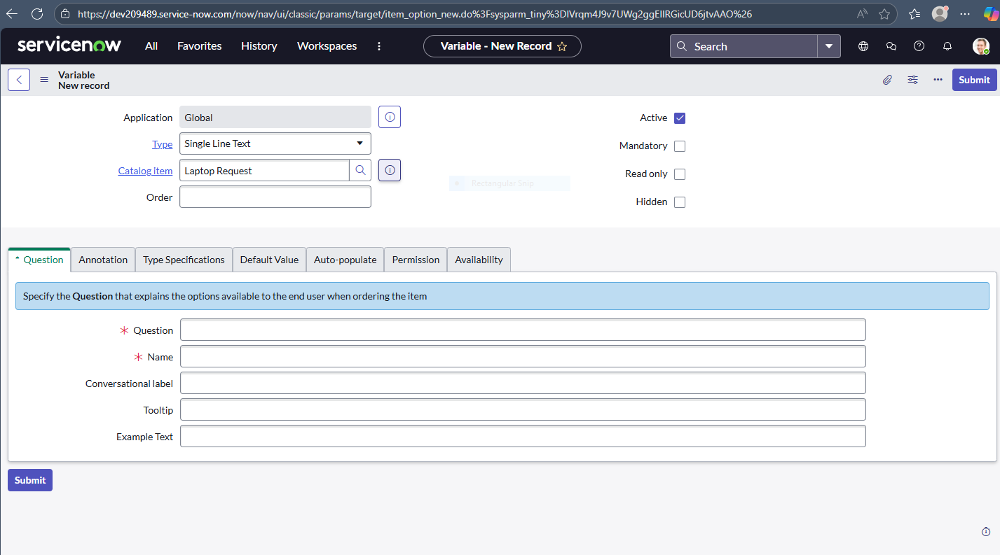 https://dev209489.service-now.com/now/nav/ui/classic/params/target/item_option_new.do%3Fsysparm_tiny%3DIVrqm4J9v7UWg2ggEIlRGicUD6jtvAAO%26
servicenow All Favorites History Workspaces Variable - New Record Search
Variable
New record
Submit
Application Global
Active
Type Single Line Text
Mandatory
Catalog item Laptop Request
Read only
Rectangular Snip
Order
Hidden
* Question Annotation Type Specifications Default Value Auto-populate Permission Availability
Specify the Question that explains the options available to the end user when ordering the item
* Question
* Name
Conversational label
Tooltip
Example Text
Submit